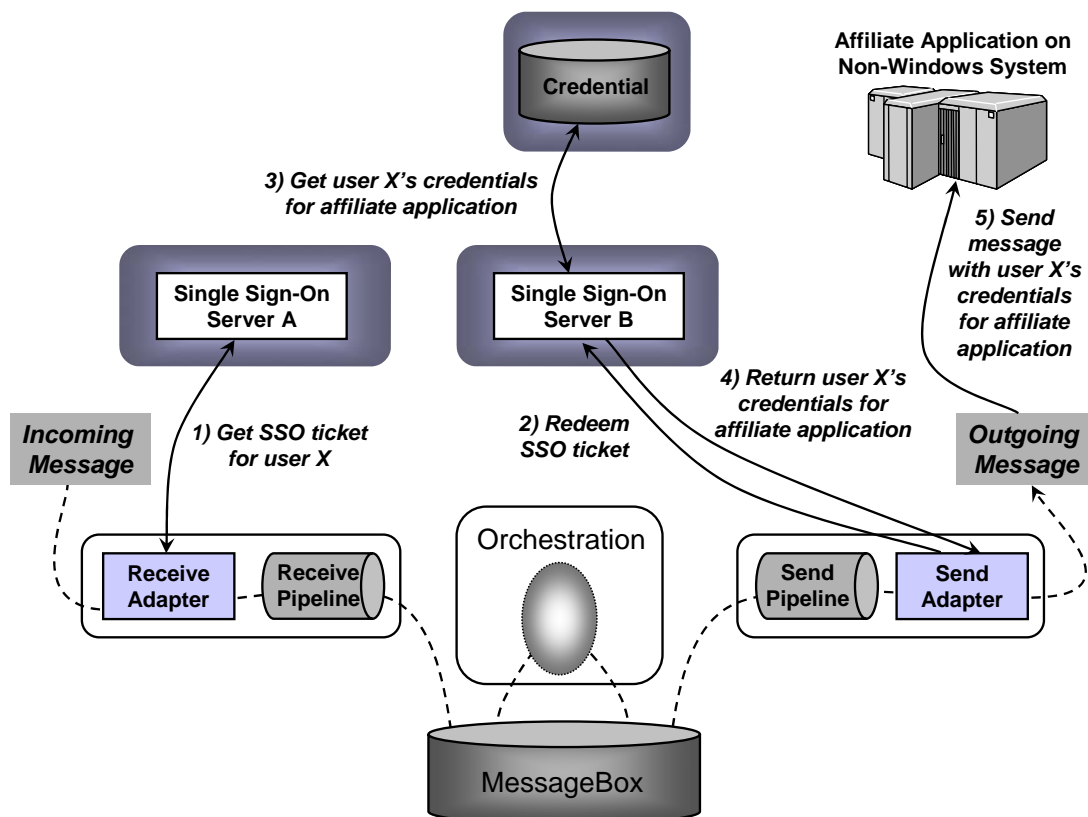 Affiliate Application on
Non-Windows System
Credential
3) Get user X's credentials
for affiliate application
5) Send
message
with user X's
credentials
for affiliate
application
Single Sign-On
Server A
Single Sign-On
Server B
4) Return user X's
credentials for
affiliate application
2) Redeem
SSO ticket
1) Get SSO ticket
for user X
Incoming
Message
Outgoing
Message
Orchestration
Receive
Adapter
Receive
Pipeline
Send
Pipeline
Send
Adapter
MessageBox